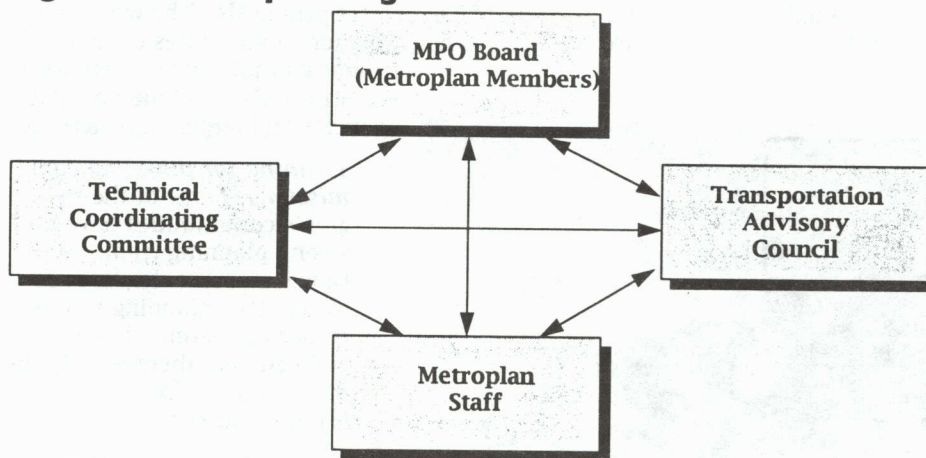 MPO Board
(Metroplan Members)
Technical
Coordinating
Committee
Transportation
Advisory
Council
Metroplan
Staff